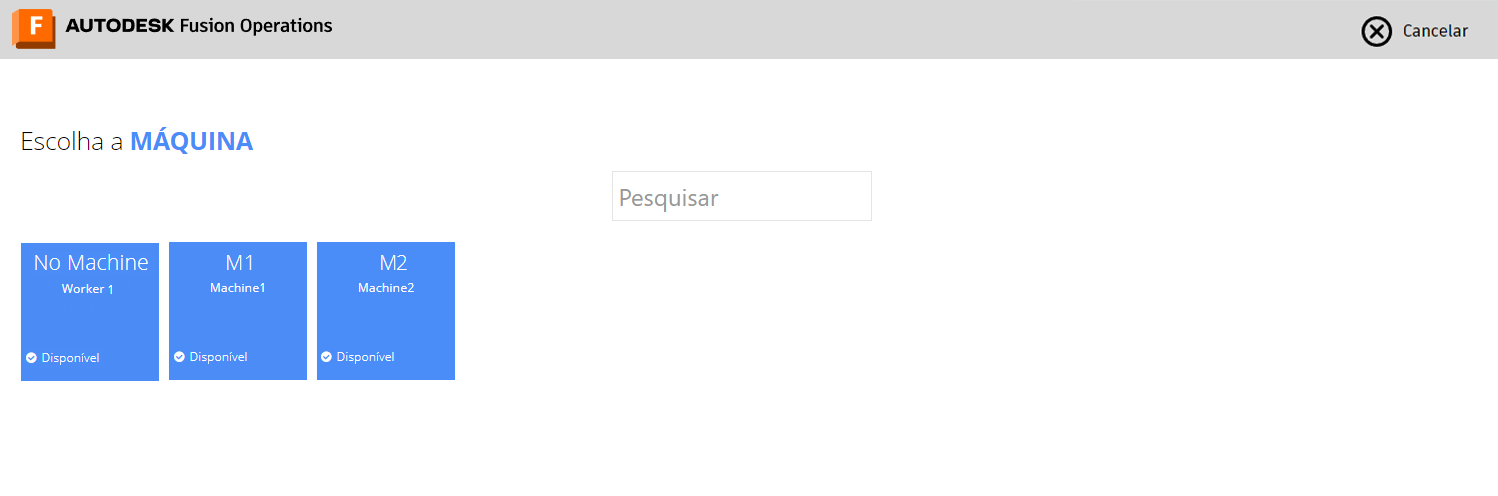 F AUTODESK Fusion Operations
Cancelar
Escolha a MÁQUINA
Pesquisar
No Machine
Worker 1
Disponível
M1
Machine1
Disponível
M2
Machine2
Disponível